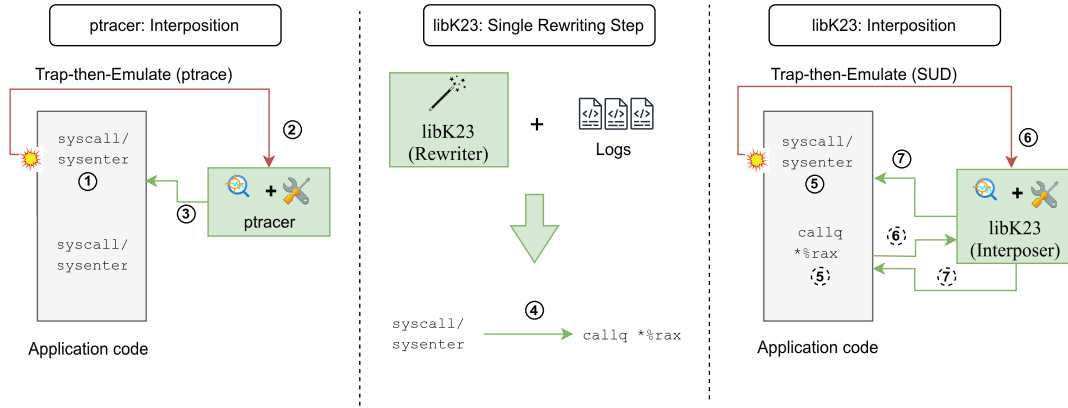 ptracer: Interposition
Trap-then-Emulate (ptrace)
syscall/
sysenter
1
2
3
+
ptracer
syscall/
sysenter
Application code
libK23: Single Rewriting Step
libK23
(Rewriter)
+
</>
</>
</>
Logs
syscall/
sysenter
4
callq *%rax
libK23: Interposition
Trap-then-Emulate (SUD)
syscall/
sysenter
5
6
7
+
libK23
(Interposer)
callq
*%rax
5
6
7
Application code